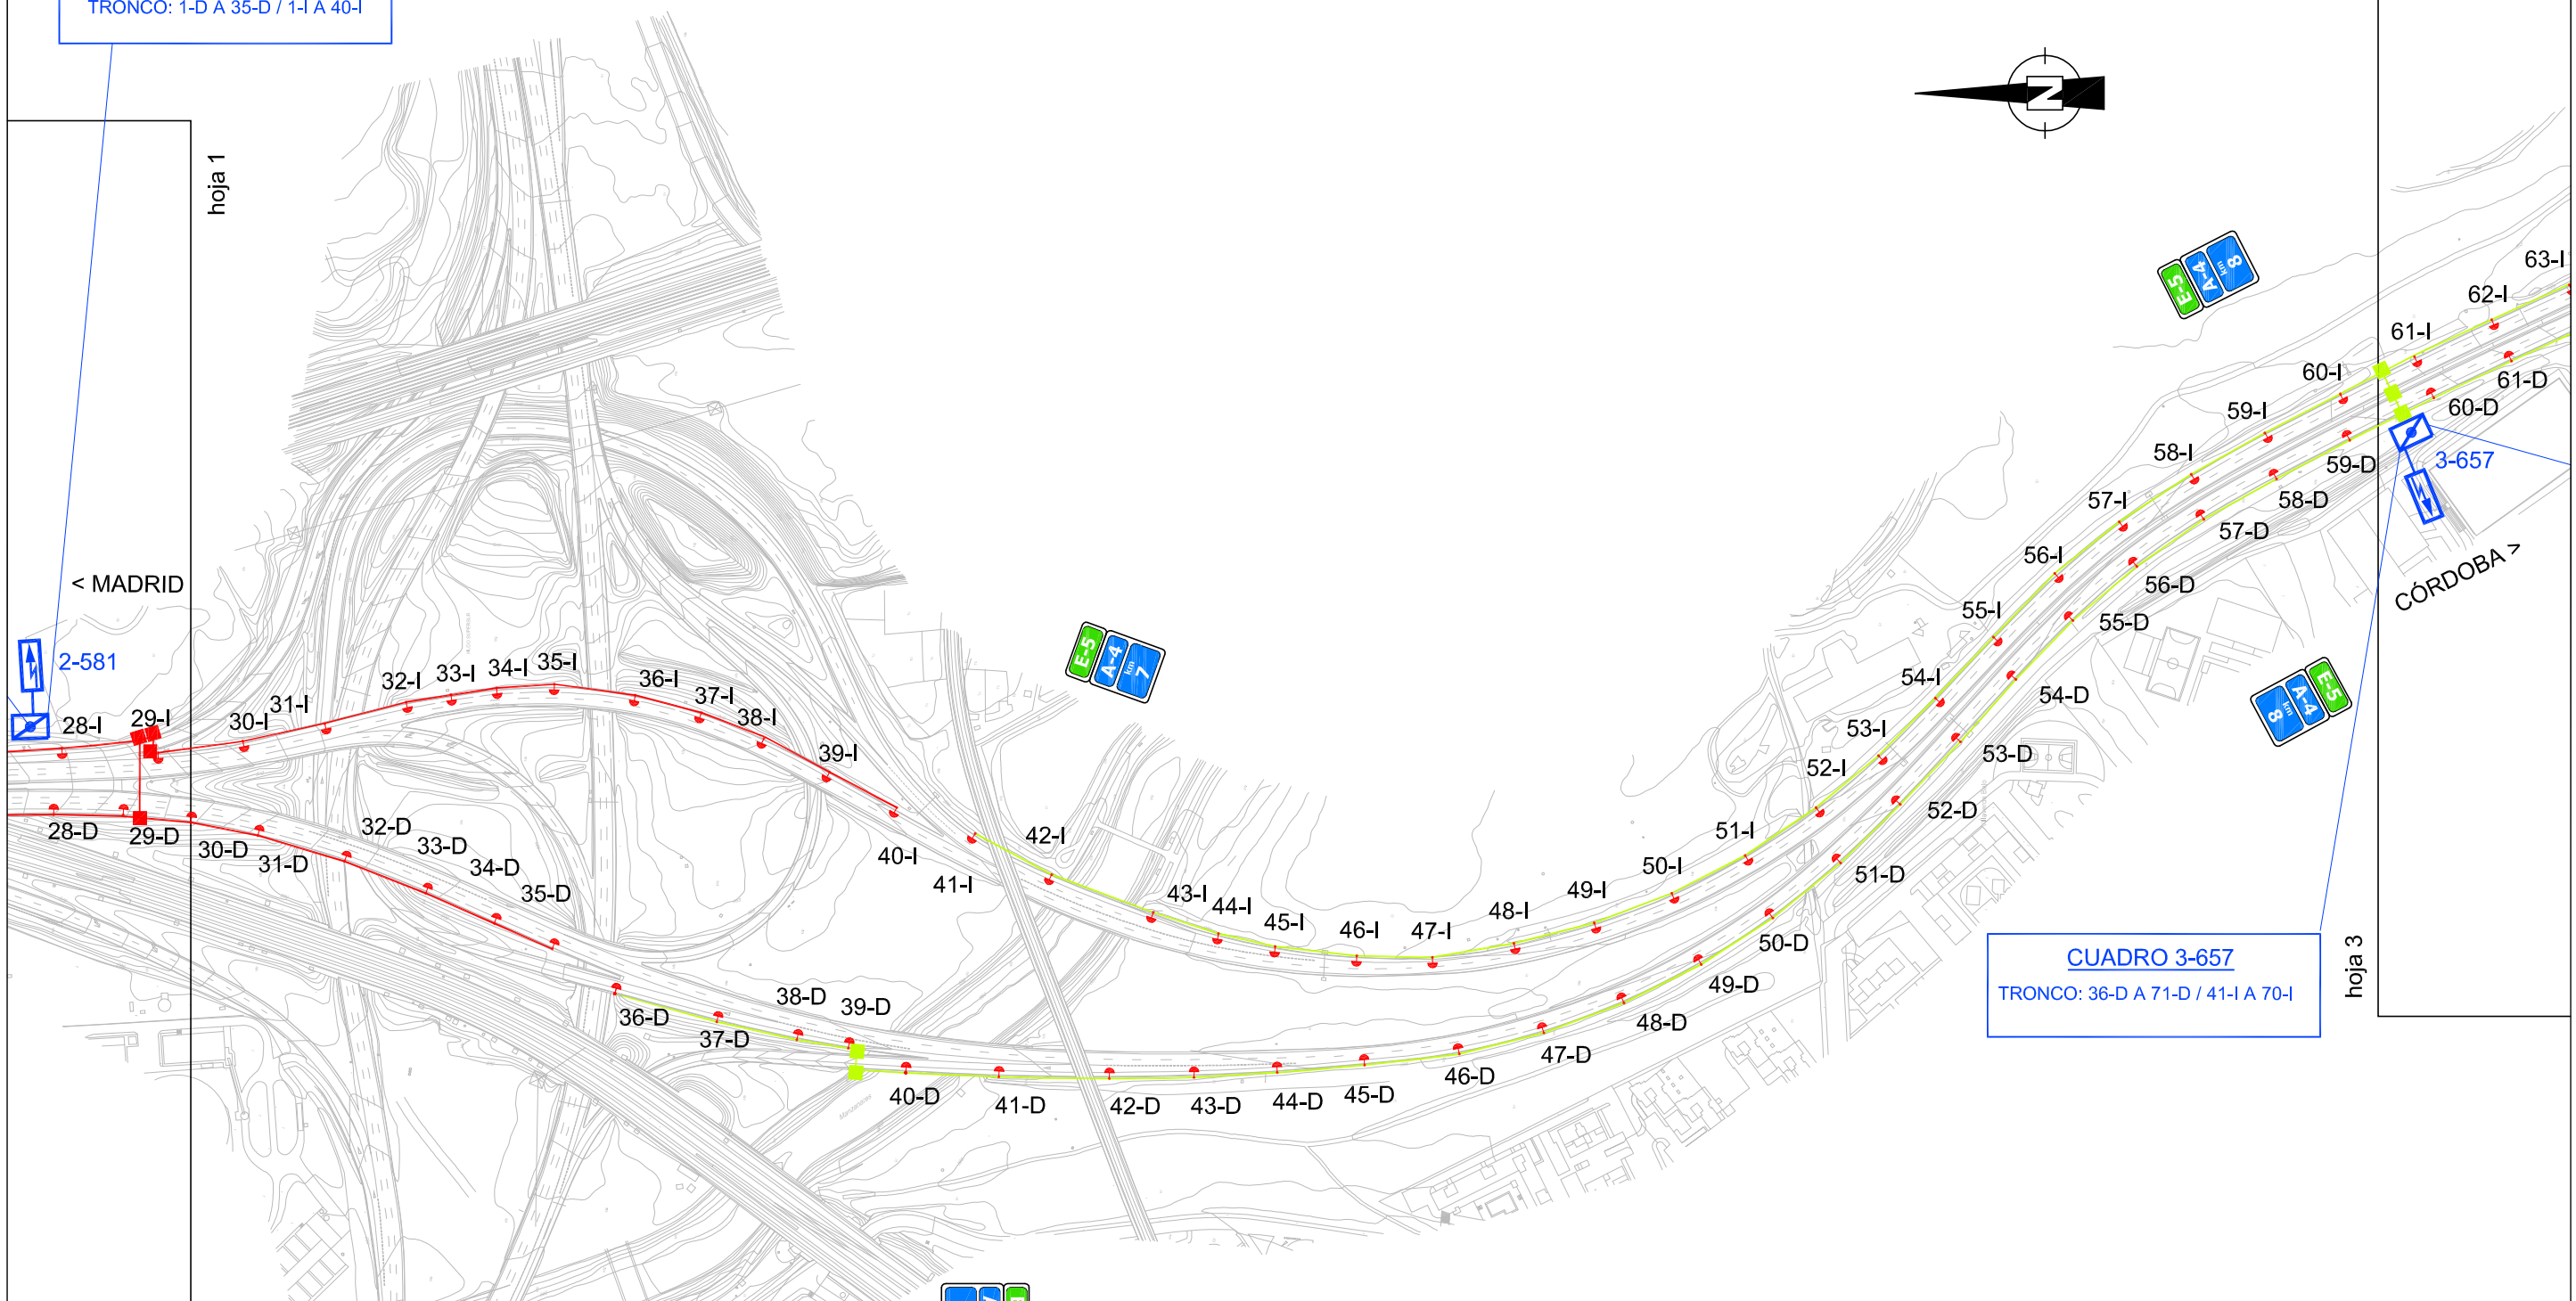 TRONCO: 1-D A 35-D / 1-I A 40-I
hoja 1
N
E-5
A-4
km
8
63-I
62-I
61-I
60-I
61-D
60-D
59-I
59-D
3-657
58-I
58-D
57-I
57-D
CÓRDOBA >
56-I
56-D
55-I
55-D
54-I
54-D
53-I
53-D
52-I
52-D
51-I
51-D
50-I
50-D
49-I
49-D
48-I
48-D
47-I
47-D
46-I
46-D
45-I
45-D
44-I
44-D
43-I
43-D
42-I
42-D
41-I
41-D
40-I
40-D
39-I
39-D
38-I
38-D
37-I
37-D
36-I
36-D
35-I
35-D
34-I
34-D
33-I
33-D
32-I
32-D
31-I
31-D
30-I
30-D
29-I
29-D
28-I
28-D
< MADRID
2-581
E-5
A-4
km
7
E-5
A-4
km
8
CUADRO 3-657
TRONCO: 36-D A 71-D / 41-I A 70-I
hoja 3
Manzanares